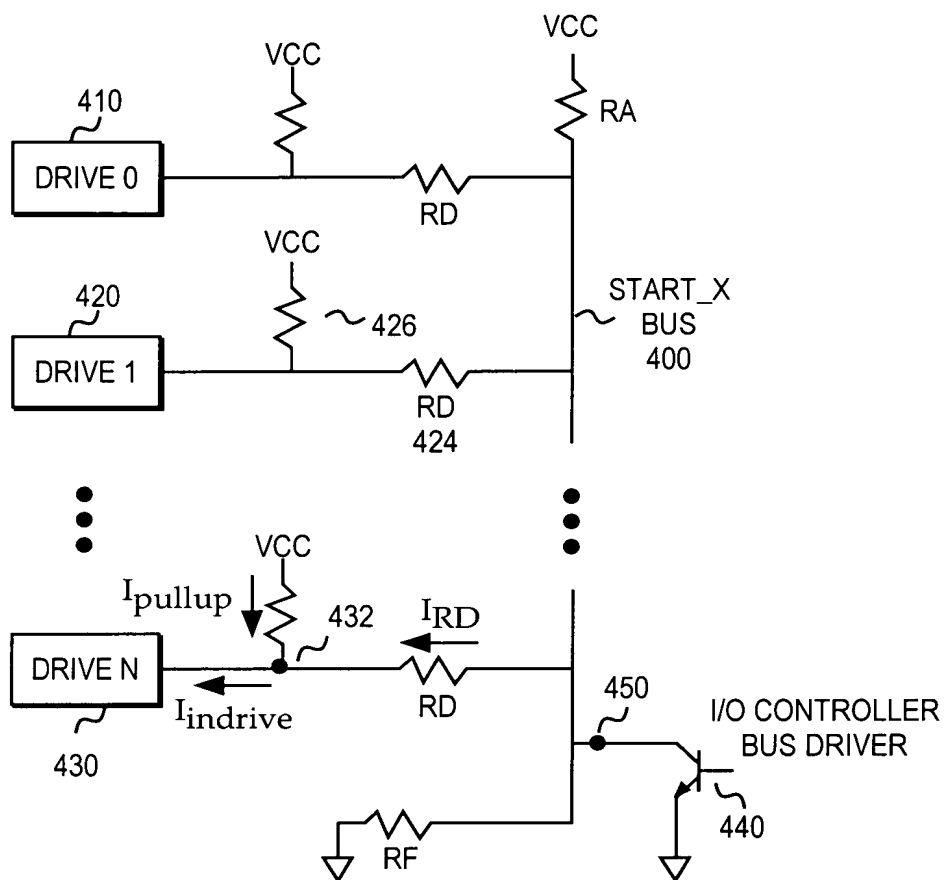 VCC
VCC
410
RA
DRIVE 0
RD
VCC
420
START_X
BUS
400
426
DRIVE 1
RD
424
VCC
Ipullup
432
IRD
DRIVE N
Iindrive
RD
450
I/O CONTROLLER
BUS DRIVER
430
440
RF